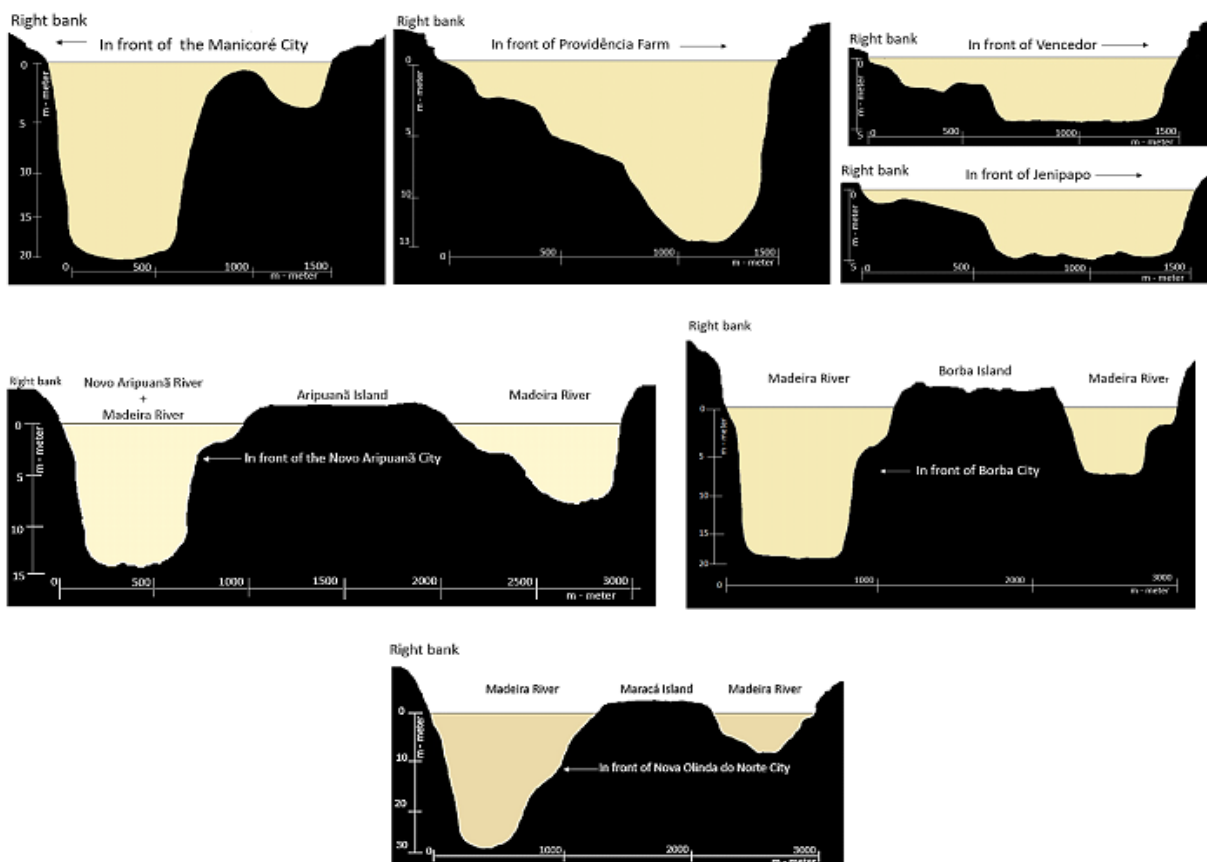 Right bank
In front of the Manicoré City
0
5
10
15
20
m - meter
0 500 1000 1500
m - meter
Right bank
In front of Providência Farm
0
5
10
m - meter
0 500 1000 1500
m - meter
Right bank
In front of Vencedor
0
5
m - meter
0 500 1000 1500
m - meter
Right bank
In front of Jenipapo
0
5
m - meter
0 500 1000 1500
m - meter
Right bank
Novo Aripuanã River
+
Madeira River
Aripuanã Island
Madeira River
In front of the Novo Aripuanã City
0
5
10
15
m - meter
0 500 1000 1500 2000 2500 3000
m - meter
Right bank
Madeira River
Borba Island
Madeira River
In front of Borba City
0
5
10
15
20
m - meter
0 1000 2000 3000
m - meter
Right bank
Madeira River
Maracá Island
Madeira River
In front of Nova Olinda do Norte City
0
10
20
30
m - meter
0 1000 2000 3000
m - meter